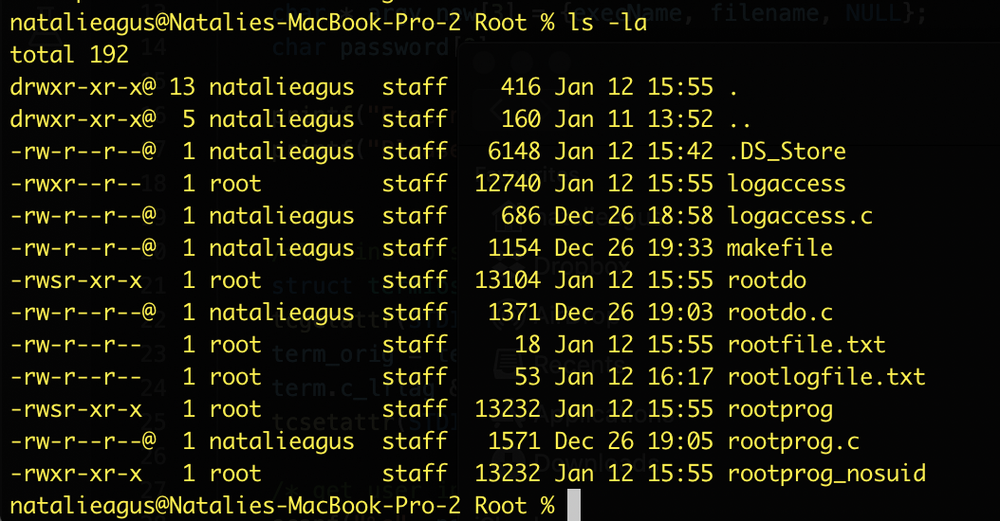 natalieagus@Natalies-MacBook-Pro-2 Root % ls -la
total 192
drwxr-xr-x@ 13 natalieagus  staff    416 Jan 12 15:55 .
drwxr-xr-x@  5 natalieagus  staff    160 Jan 11 13:52 ..
-rw-r--r--@  1 natalieagus  staff   6148 Jan 12 15:42 .DS_Store
-rwxr--r--   1 root         staff  12740 Jan 12 15:55 logaccess
-rw-r--r--@  1 natalieagus  staff    686 Dec 26 18:58 logaccess.c
-rw-r--r--@  1 natalieagus  staff   1154 Dec 26 19:33 makefile
-rwsr-xr-x   1 root         staff  13104 Jan 12 15:55 rootdo
-rw-r--r--@  1 natalieagus  staff   1371 Dec 26 19:03 rootdo.c
-rw-r--r--   1 root         staff     18 Jan 12 15:55 rootfile.txt
-rw-r--r--   1 root         staff     53 Jan 12 16:17 rootlogfile.txt
-rwsr-xr-x   1 root         staff  13232 Jan 12 15:55 rootprog
-rw-r--r--@  1 natalieagus  staff   1571 Dec 26 19:05 rootprog.c
-rwxr-xr-x   1 root         staff  13232 Jan 12 15:55 rootprog_nosuid
natalieagus@Natalies-MacBook-Pro-2 Root %